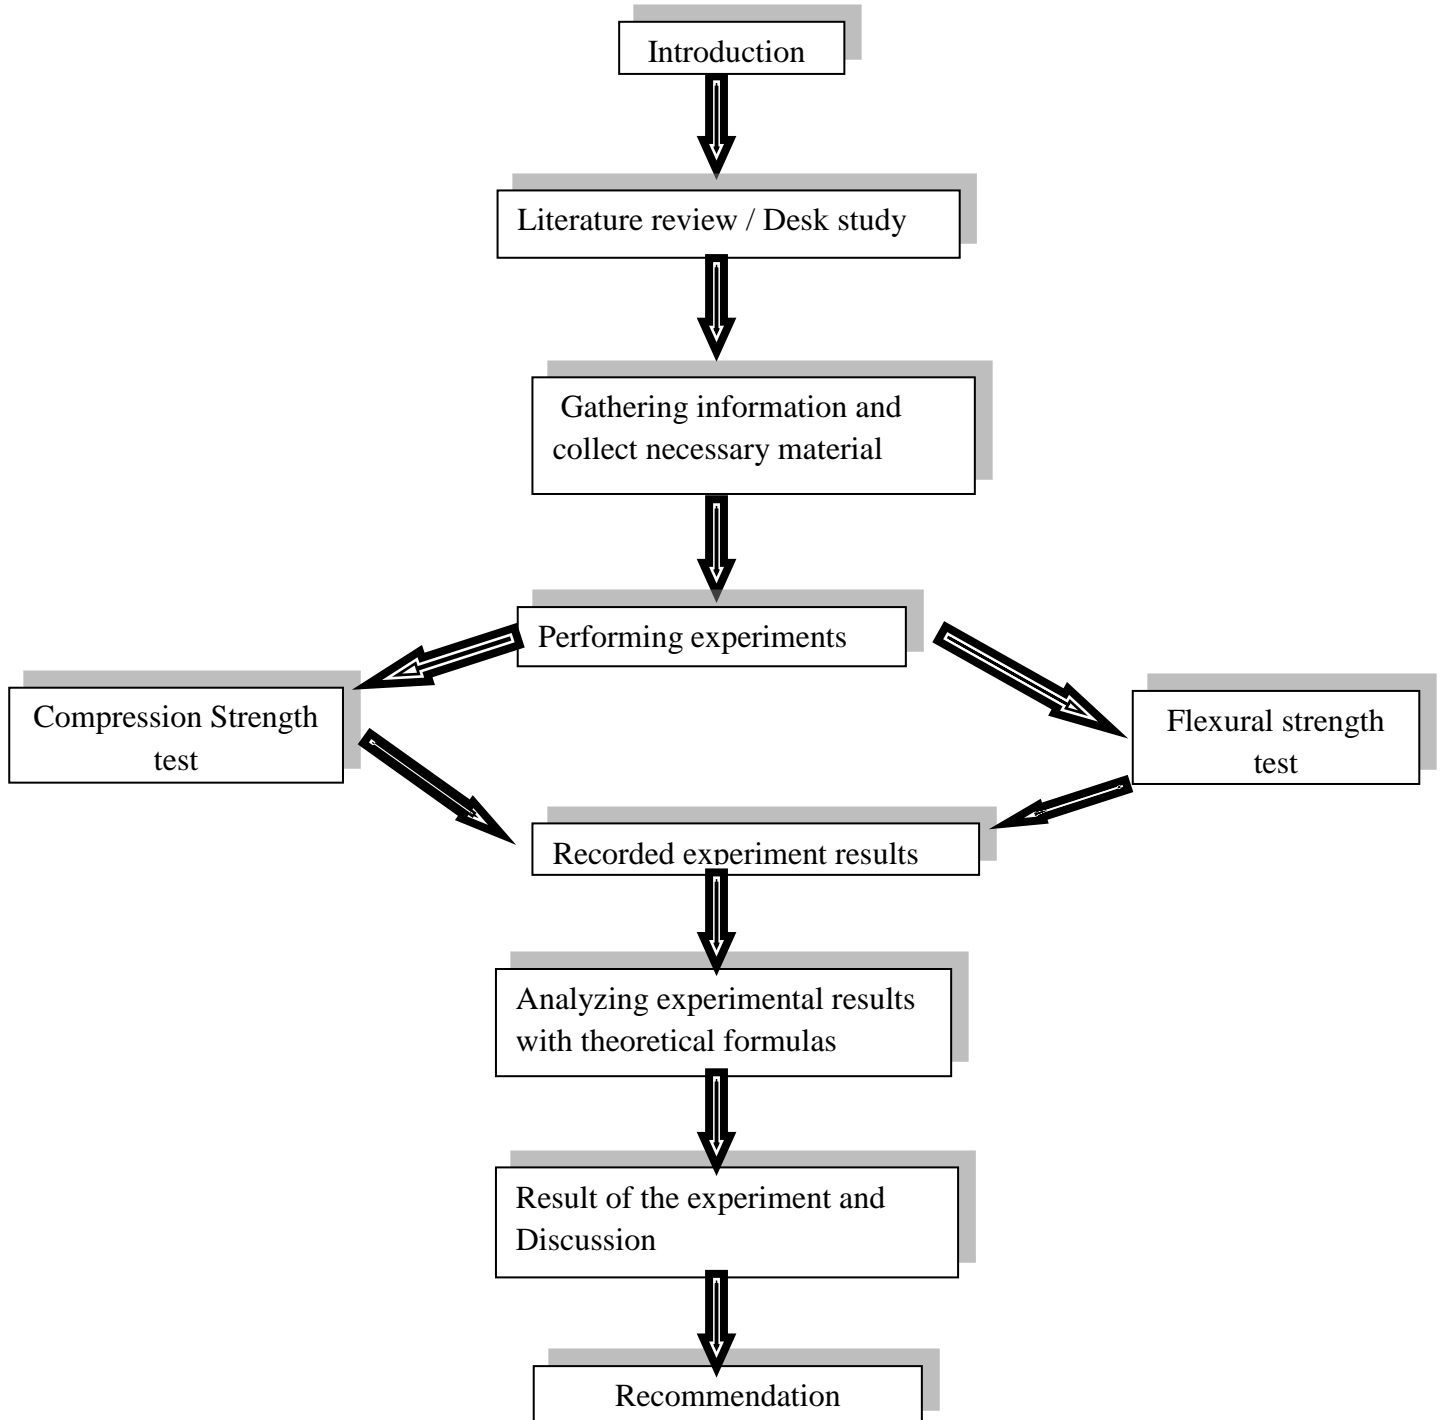 Introduction
Literature review / Desk study
Gathering information and
collect necessary material
Performing experiments
Compression Strength
test
Flexural strength
test
Recorded experiment results
Analyzing experimental results
with theoretical formulas
Result of the experiment and
Discussion
Recommendation